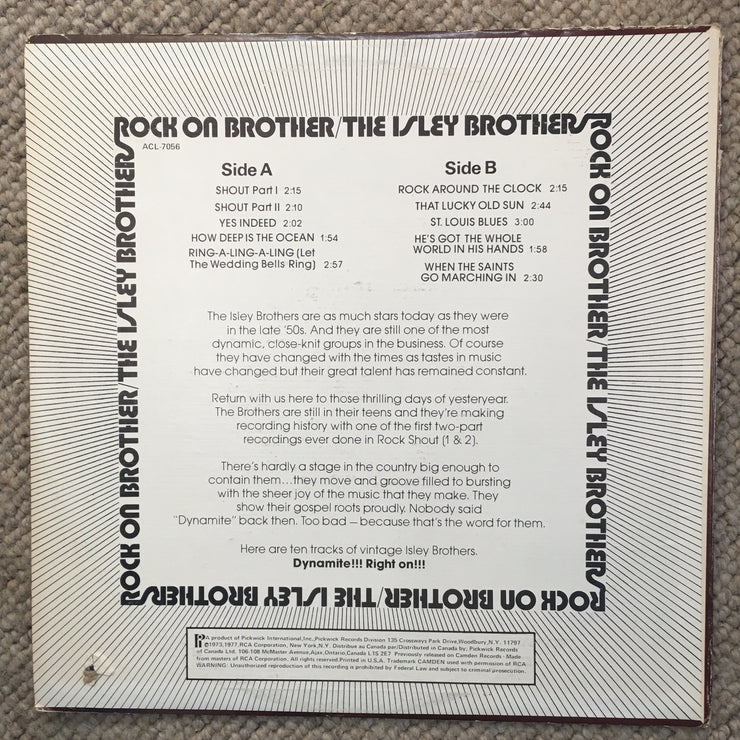 ROCK ON BROTHER/THE ISLEY BROTHERS
ROCK ON BROTHER/THE ISLEY BROTHERS
ROCK ON BROTHER/THE ISLEY BROTHERS
ROCK ON BROTHER/THE ISLEY BROTHERS
ACL-7056
Side A
SHOUT Part I 2:15
SHOUT Part II 2:10
YES INDEED 2:02
HOW DEEP IS THE OCEAN 1:54
RING-A-LING-A-LING (Let
The Wedding Bells Ring) 2:57
Side B
ROCK AROUND THE CLOCK 2:15
THAT LUCKY OLD SUN 2:44
ST. LOUIS BLUES 3:00
HE'S GOT THE WHOLE
WORLD IN HIS HANDS 1:58
WHEN THE SAINTS
GO MARCHING IN 2:30
The Isley Brothers are as much stars today as they were
in the late '50s. And they are still one of the most
dynamic, close-knit groups in the business. Of course
they have changed with the times as tastes in music
have changed but their great talent has remained constant.
Return with us here to those thrilling days of yesteryear.
The Brothers are still in their teens and they're making
recording history with one of the first two-part
recordings ever done in Rock Shout (1 & 2).
There's hardly a stage in the country big enough to
contain them...they move and groove filled to bursting
with the sheer joy of the music that they make. They
show their gospel roots proudly. Nobody said
"Dynamite" back then. Too bad — because that's the word for them.
Here are ten tracks of vintage Isley Brothers.
Dynamite!!! Right on!!!
A product of Pickwick International, Inc., Pickwick Records Division 135 Crossways Park Drive, Woodbury, N.Y. 11797
℗1973, 1977, RCA Corporation, New York, N.Y. Distribue au Canada par/Distributed in Canada by: Pickwick Records
of Canada Ltd. 106-108 McMaster Avenue, Ajax, Ontario, Canada L1S 2E7 Previously released on Camden Records - Made
from masters of RCA Corporation. All rights reserved. Printed in U.S.A. Trademark CAMDEN used with permission of RCA
WARNING: Unauthorized reproduction of this recording a prohibited by Federal Law and subject to criminal prosecution.